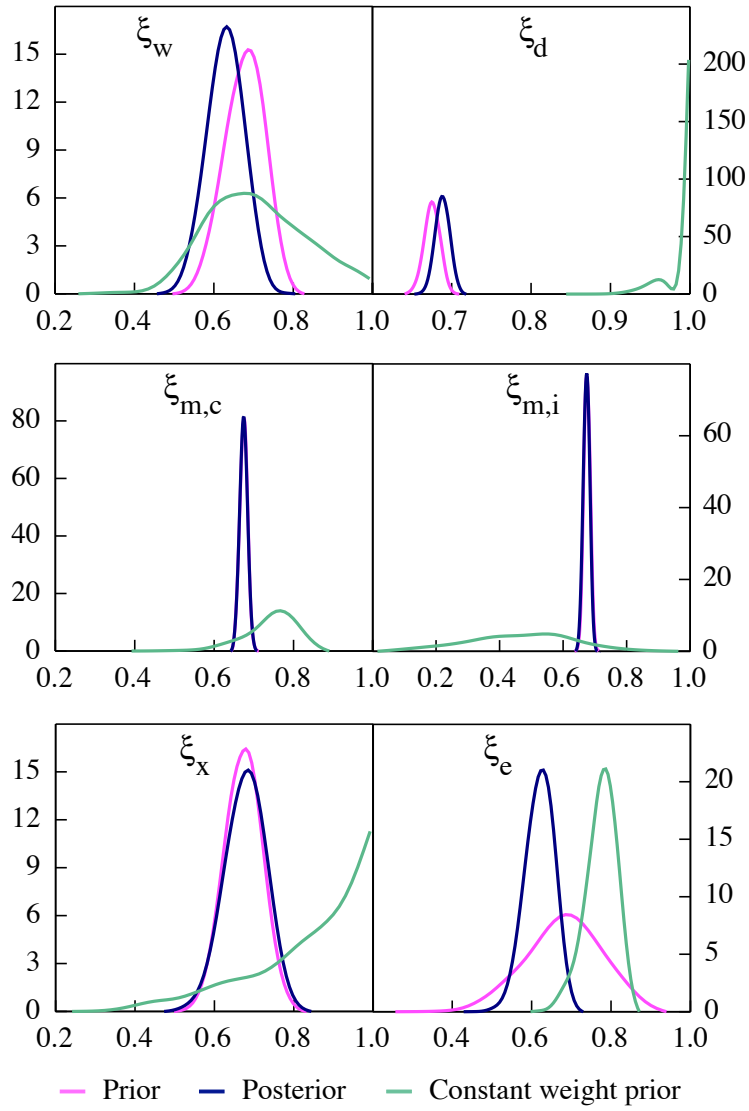 ξw ξd
15 200
12 150
9
6 100
3 50
0 0
0.2 0.4 0.6 0.8 1.0 0.7 0.8 0.9 1.0
ξm,c ξm,i
80
60 60
40 40
20 20
0 0
0.2 0.4 0.6 0.8 1.0 0.2 0.4 0.6 0.8 1.0
ξx ξe
15 20
12 15
9
6 10
3 5
0 0
0.2 0.4 0.6 0.8 1.0 0.4 0.6 0.8 1.0
Prior Posterior Constant weight prior